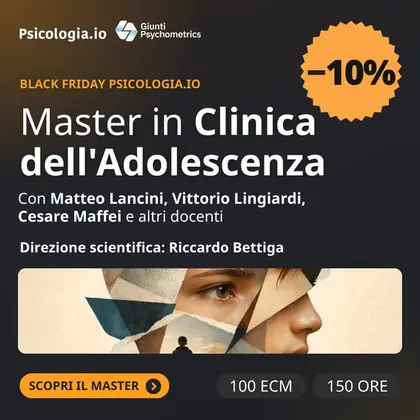 Psicologia.io
Giunti
Psychometrics
−10%
BLACK FRIDAY PSICOLOGIA.IO
Master in Clinica
dell'Adolescenza
Con Matteo Lancini, Vittorio Lingiardi,
Cesare Maffei e altri docenti
Direzione scientifica: Riccardo Bettiga
SCOPRI IL MASTER
100 ECM
150 ORE